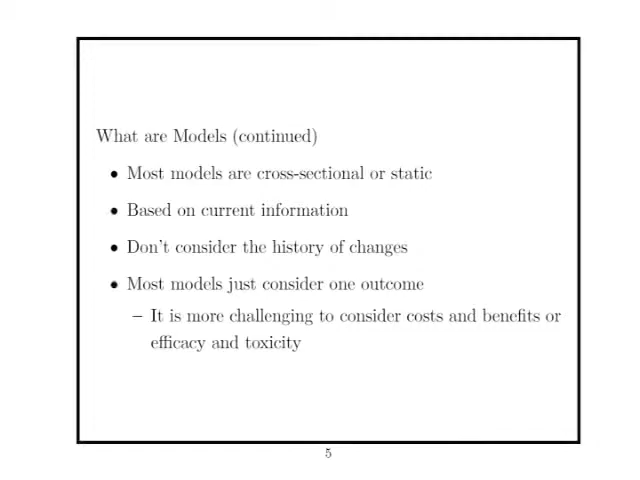 What are Models (continued)
• Most models are cross-sectional or static
• Based on current information
• Don't consider the history of changes
• Most models just consider one outcome
– It is more challenging to consider costs and benefits or
efficacy and toxicity
5